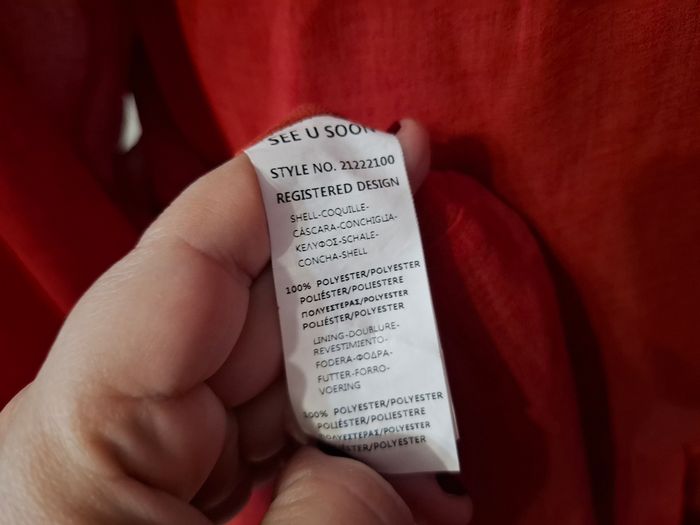 SEE U SOON
STYLE NO. 21222100
REGISTERED DESIGN
SHELL-COQUILLE-
CÁSCARA-CONCHIGLIA-
ΚΕΛΥΦΟΣ-SCHALE-
CONCHA-SHELL
100% POLYESTER/POLYESTER
POLIÉSTER/POLIESTERE
ΠΟΛΥΕΣΤΕΡΑΣ/POLYESTER
POLIÉSTER/POLYESTER
LINING-DOUBLURE-
REVESTIMIENTO-
FODERA-ΦΟΔΡΑ-
FUTTER-FORRO-
VOERING
100% POLYESTER/POLYESTER
POLIÉSTER/POLIESTERE
ΠΟΛΥΕΣΤΕΡΑΣ/POLYESTER
/POLYESTER